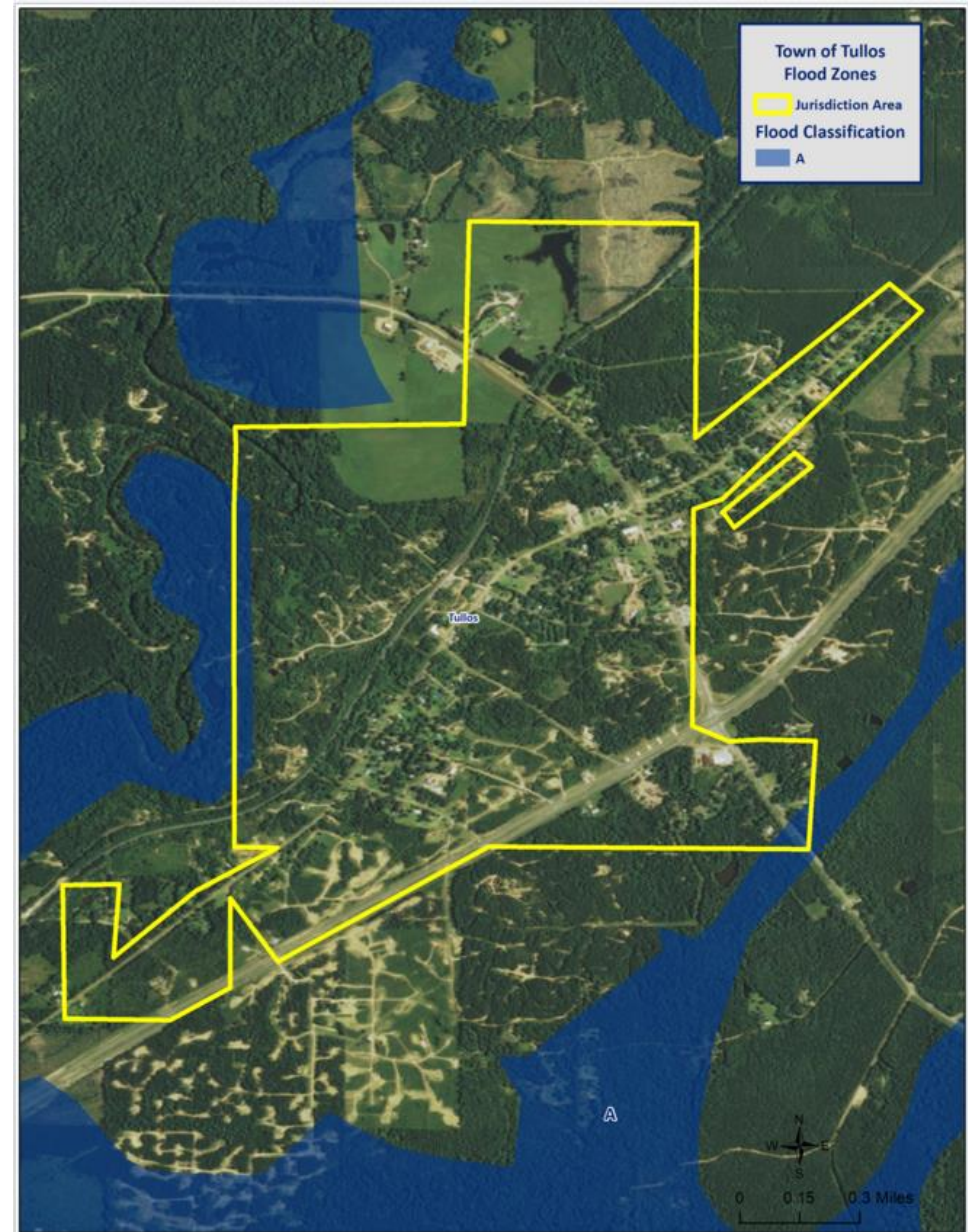 Town of Tullos
Flood Zones
Jurisdiction Area
Flood Classification
A
Tullos
A
N
W E
S
0 0.15 0.3 Miles